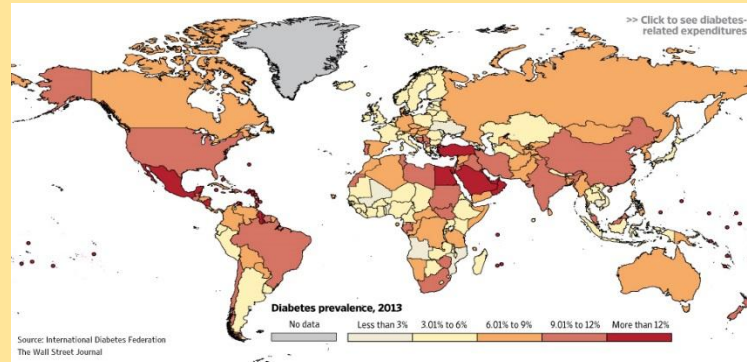 >> Click to see diabetes-
related expenditures
Diabetes prevalence, 2013
No data
Less than 3%
3.01% to 6%
6.01% to 9%
9.01% to 12%
More than 12%
Source: International Diabetes Federation
The Wall Street Journal